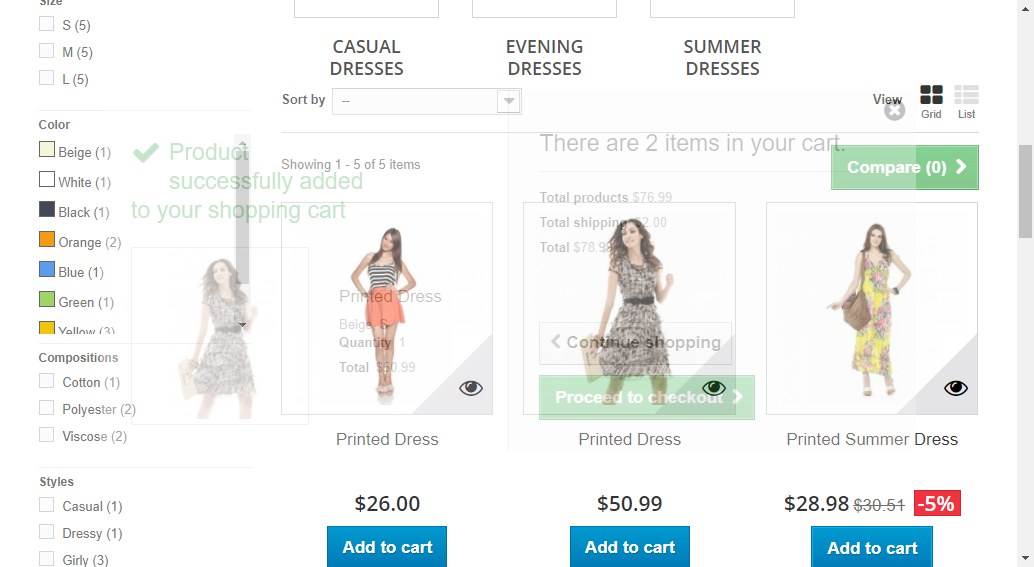 Size
S (5)
M (5)
L (5)
CASUAL
DRESSES
EVENING
DRESSES
SUMMER
DRESSES
Sort by
--
View
Grid
List
Showing 1 - 5 of 5 items
Compare (0)
Color
Beige (1)
White (1)
Black (1)
Orange (2)
Blue (1)
Green (1)
Yellow (3)
Compositions
Cotton (1)
Polyester (2)
Viscose (2)
Styles
Casual (1)
Dressy (1)
Girly (3)
Product
successfully added
to your shopping cart
Printed Dress
Beige, S
Quantity 1
Total $50.99
There are 2 items in your cart.
Total products $76.99
Total shipping $2.00
Total $78.99
Continue shopping
Proceed to checkout
Printed Dress
$26.00
Add to cart
Printed Dress
$50.99
Add to cart
Printed Summer Dress
$28.98 $30.51 -5%
Add to cart